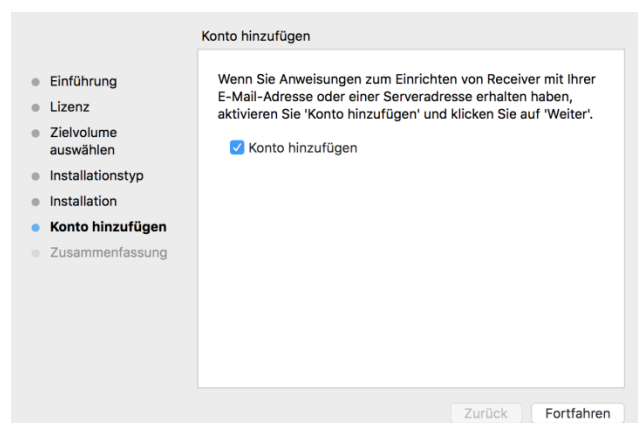 Konto hinzufügen
Einführung
Lizenz
Zielvolume
auswählen
Installationstyp
Installation
Konto hinzufügen
Zusammenfassung
Wenn Sie Anweisungen zum Einrichten von Receiver mit Ihrer
E-Mail-Adresse oder einer Serveradresse erhalten haben,
aktivieren Sie 'Konto hinzufügen' und klicken Sie auf 'Weiter'.
Konto hinzufügen
Zurück
Fortfahren